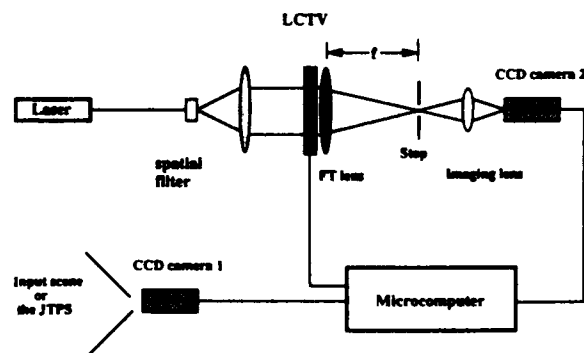 LCTV
f
CCD camera 2
Laser
spatial
filter
FT lens
Stop
Imaging lens
CCD camera 1
Input scene
or
the JTPS
Microcomputer